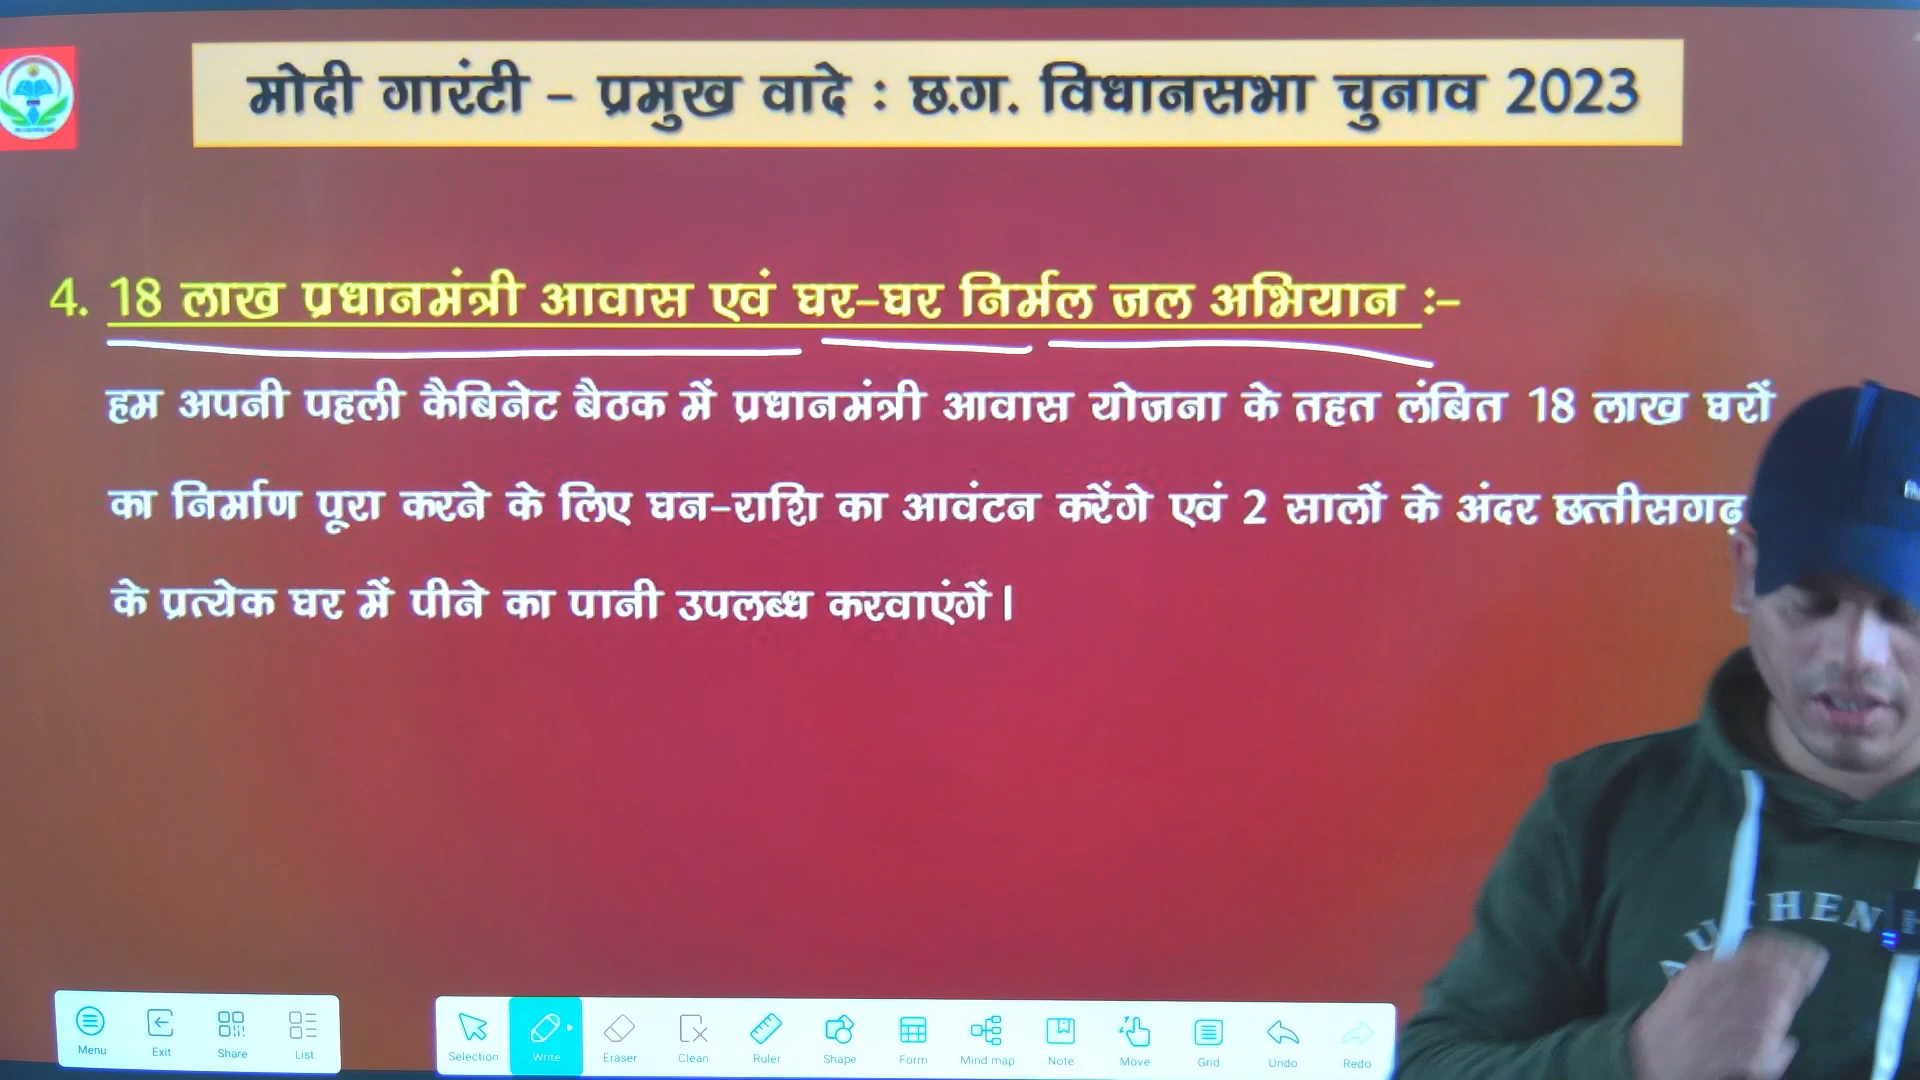 मोदी गारंटी – प्रमुख वादे : छ.ग. विधानसभा चुनाव 2023
4. 18 लाख प्रधानमंत्री आवास एवं घर–घर निर्मल जल अभियान :–
हम अपनी पहली कैबिनेट बैठक में प्रधानमंत्री आवास योजना के तहत लंबित 18 लाख घरों
का निर्माण पूरा करने के लिए घन–राशि का आवंटन करेंगे एवं 2 सालों के अंदर छत्तीसगढ़
के प्रत्येक घर में पीने का पानी उपलब्ध करवाएंगें।
HEN
Menu Exit Share List Selection Write Eraser Clean Ruler Shape Form Mind map Note Move Grid Undo Redo